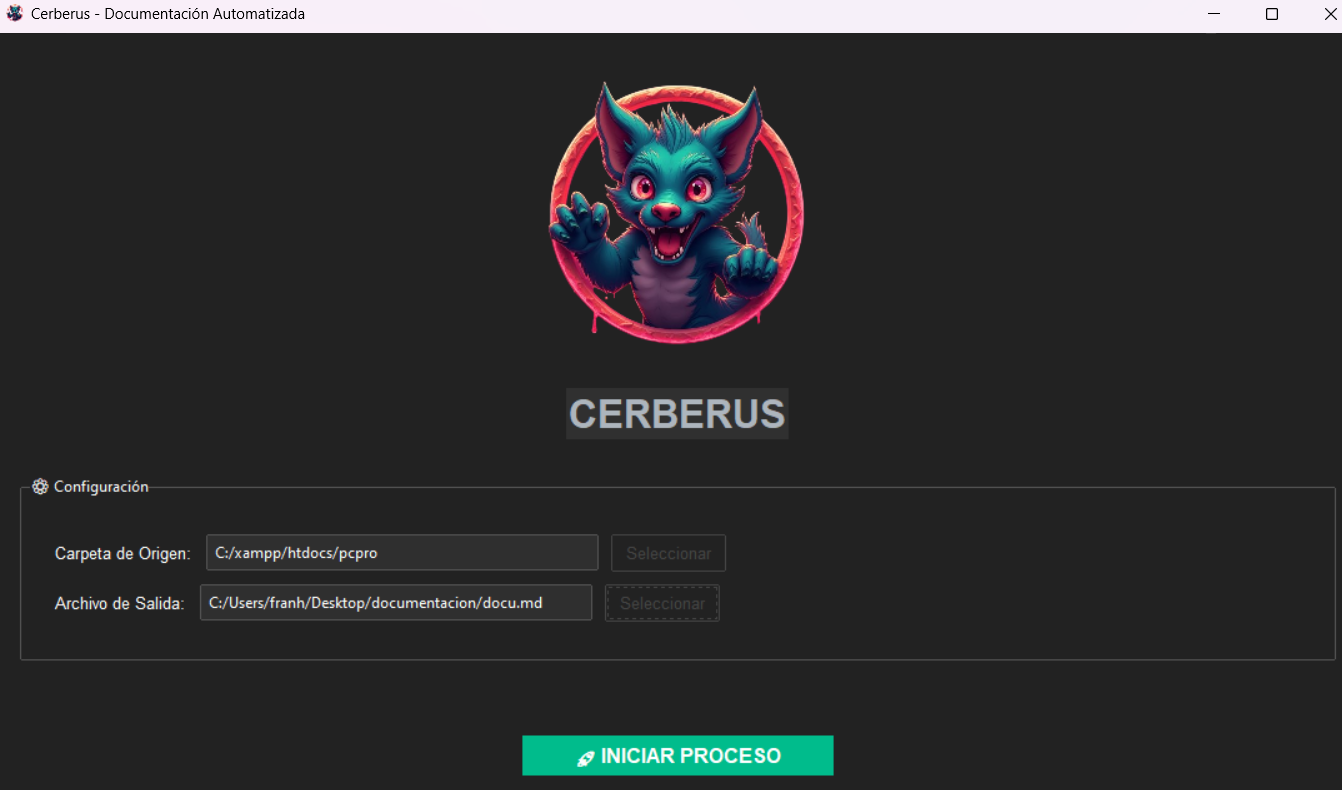 Cerberus - Documentación Automatizada
CERBERUS
Configuración
Carpeta de Origen: C:/xampp/htdocs/pcpro Seleccionar
Archivo de Salida: C:/Users/franh/Desktop/documentacion/docu.md Seleccionar
INICIAR PROCESO